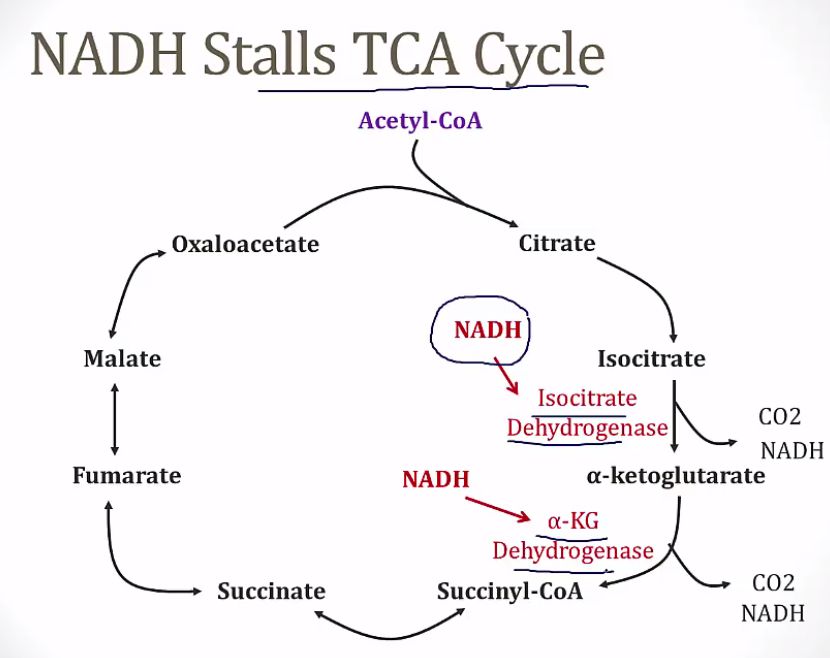 NADH Stalls TCA Cycle
Acetyl-CoA
Oxaloacetate
Citrate
NADH
Malate
Isocitrate
Isocitrate
Dehydrogenase
CO2
NADH
Fumarate
NADH
α-ketoglutarate
α-KG
Dehydrogenase
Succinate
Succinyl-CoA
CO2
NADH